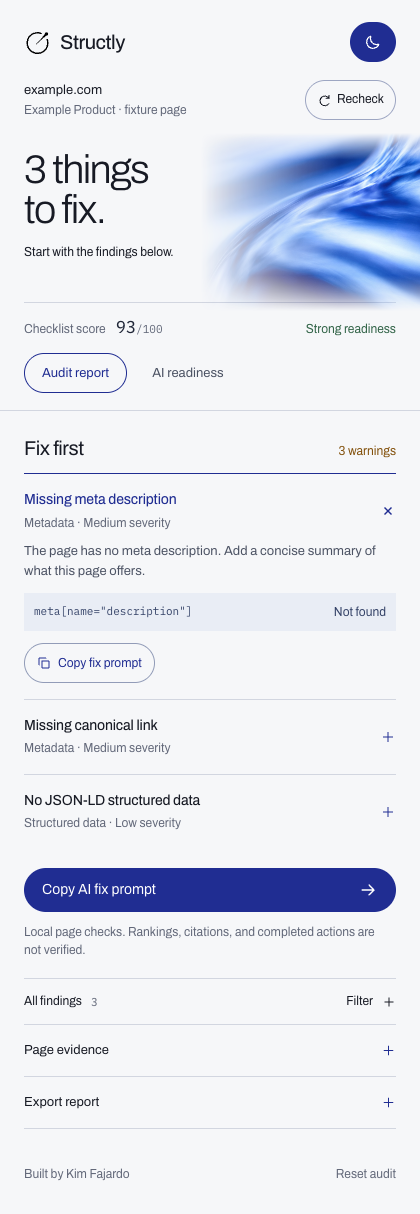 Structly
example.com
Example Product · fixture page
Recheck
3 things
to fix.
Start with the findings below.
Checklist score 93/100
Strong readiness
Audit report
AI readiness
Fix first
3 warnings
Missing meta description
Metadata · Medium severity
The page has no meta description. Add a concise summary of
what this page offers.
meta[name="description"]
Not found
Copy fix prompt
Missing canonical link
Metadata · Medium severity
No JSON-LD structured data
Structured data · Low severity
Copy AI fix prompt
Local page checks. Rankings, citations, and completed actions are
not verified.
All findings 3
Filter
Page evidence
Export report
Built by Kim Fajardo
Reset audit